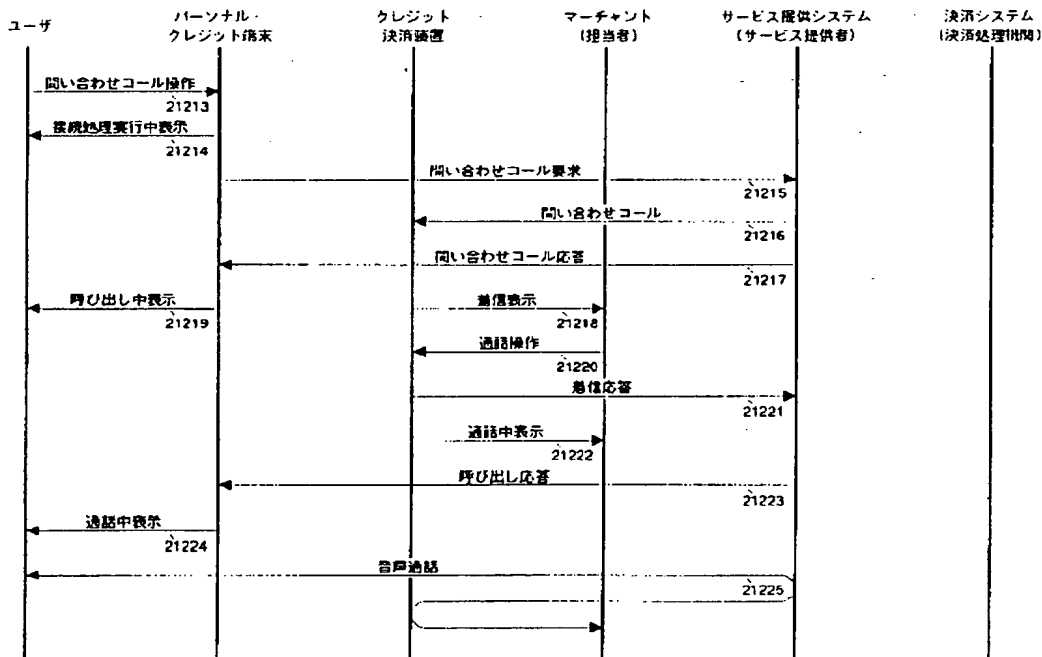 ユーザ
パーソナル・
クレジット端末
クレジット
決済装置
マーチャント
(担当者)
サービス提供システム
(サービス提供者)
決済システム
(決済処理機関)
問い合わせコール操作
21213
接続処理実行中表示
21214
問い合わせコール要求
21215
問い合わせコール
21216
問い合わせコール応答
21217
呼び出し中表示
21219
着信表示
21218
通話操作
21220
着信応答
21221
通話中表示
21222
呼び出し応答
21223
通話中表示
21224
音声通話
21225